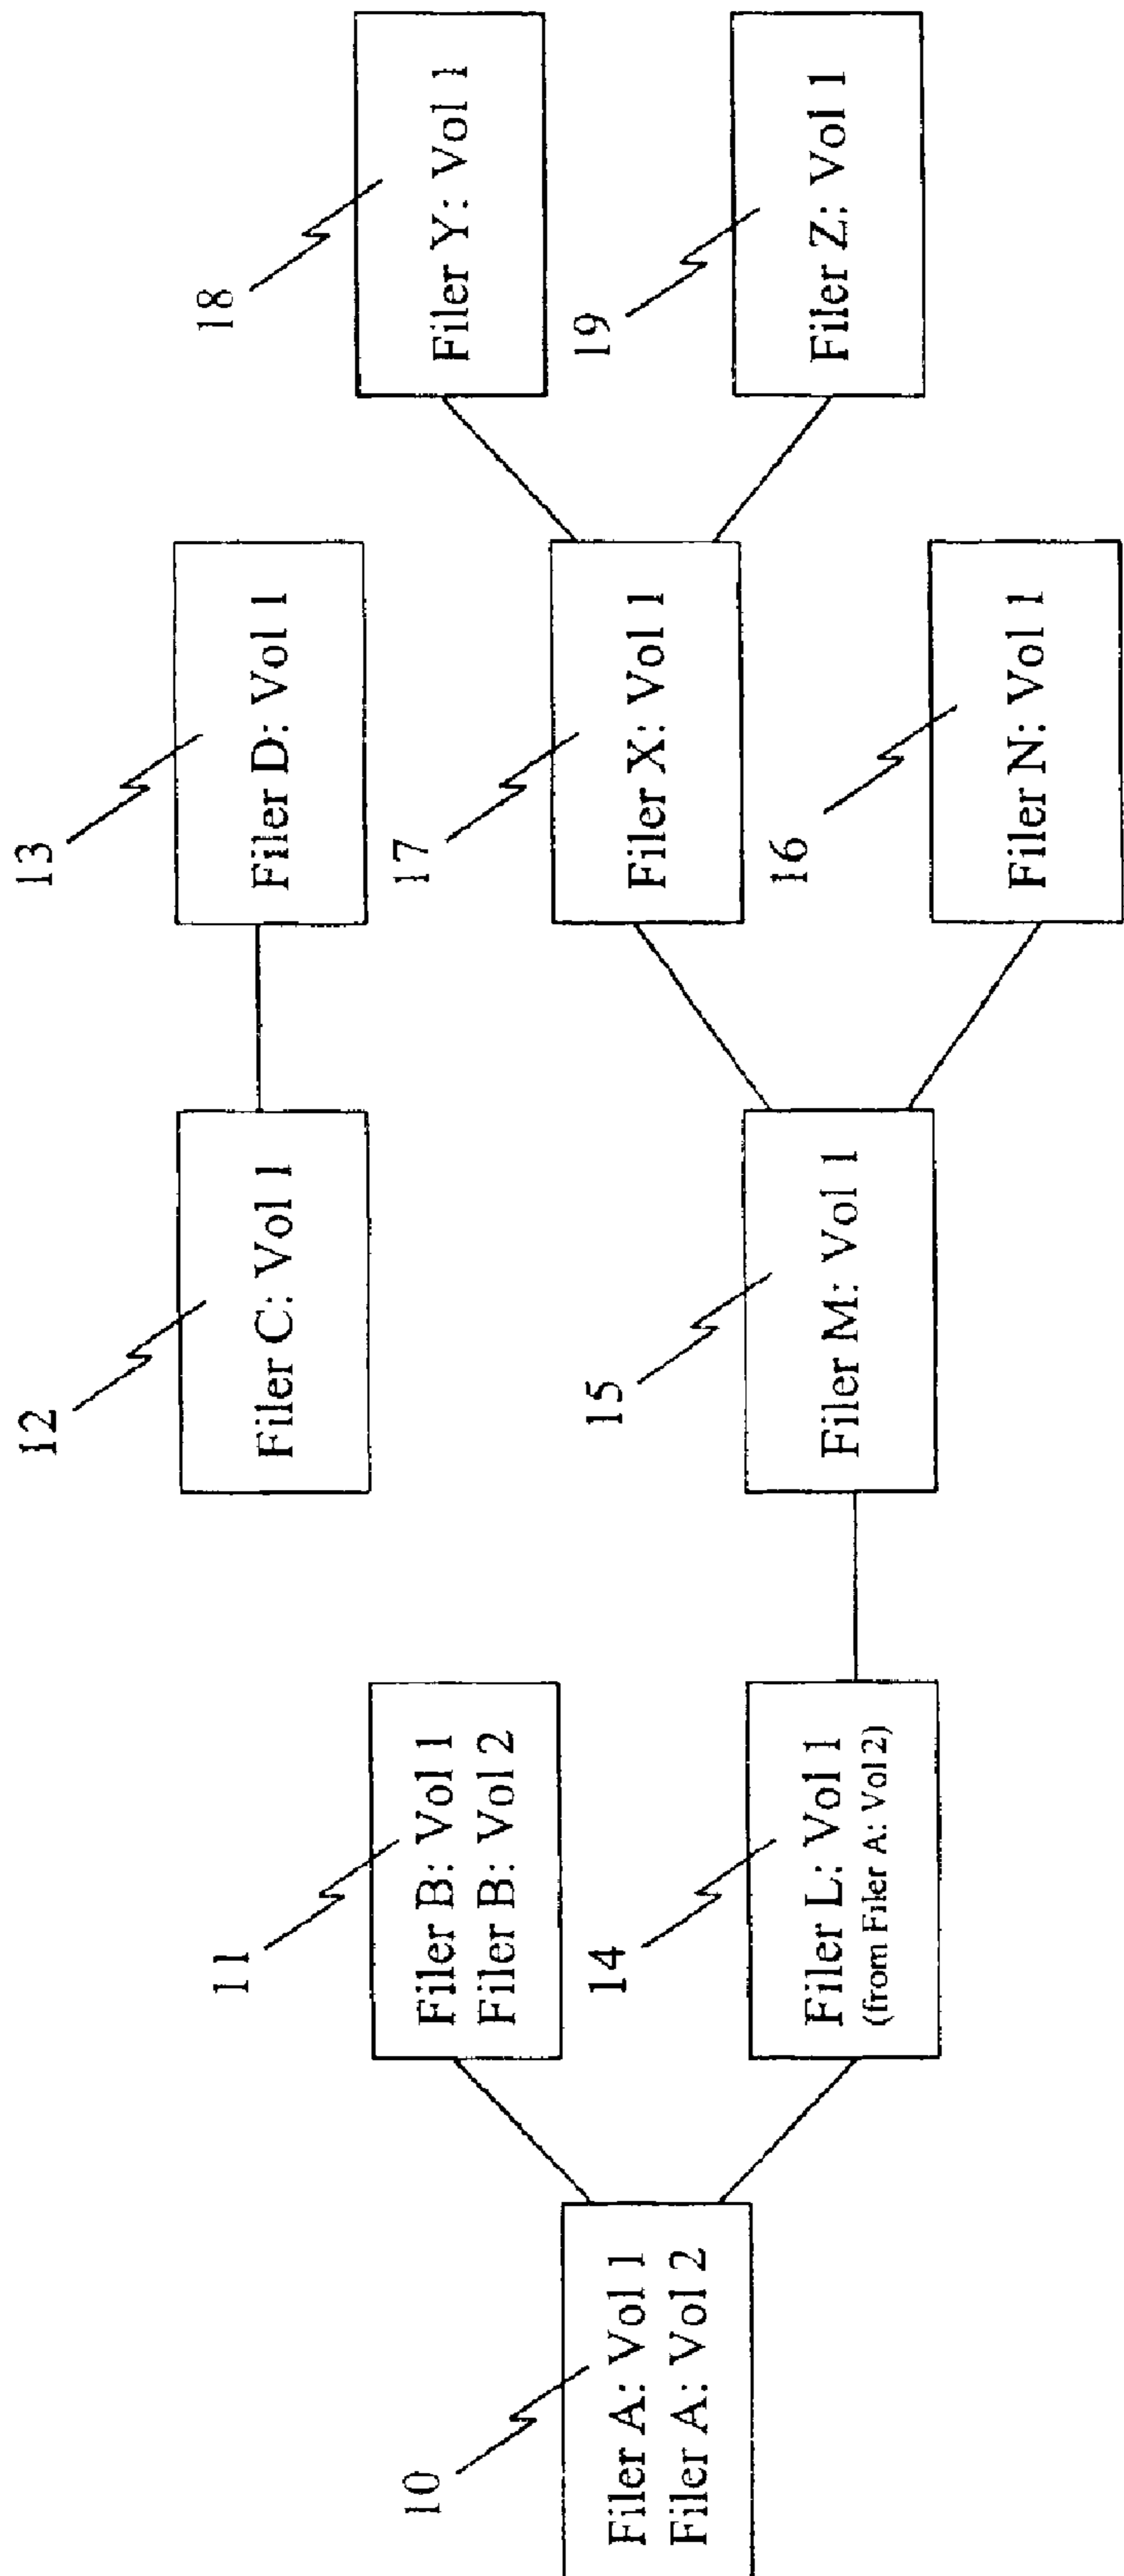 10
Filer A: Vol 1
Filer A: Vol 2
11
Filer B: Vol 1
Filer B: Vol 2
12
Filer C: Vol 1
13
Filer D: Vol 1
14
Filer L: Vol 1
(from Filer A: Vol 2)
15
Filer M: Vol 1
16
Filer N: Vol 1
17
Filer X: Vol 1
18
Filer Y: Vol 1
19
Filer Z: Vol 1